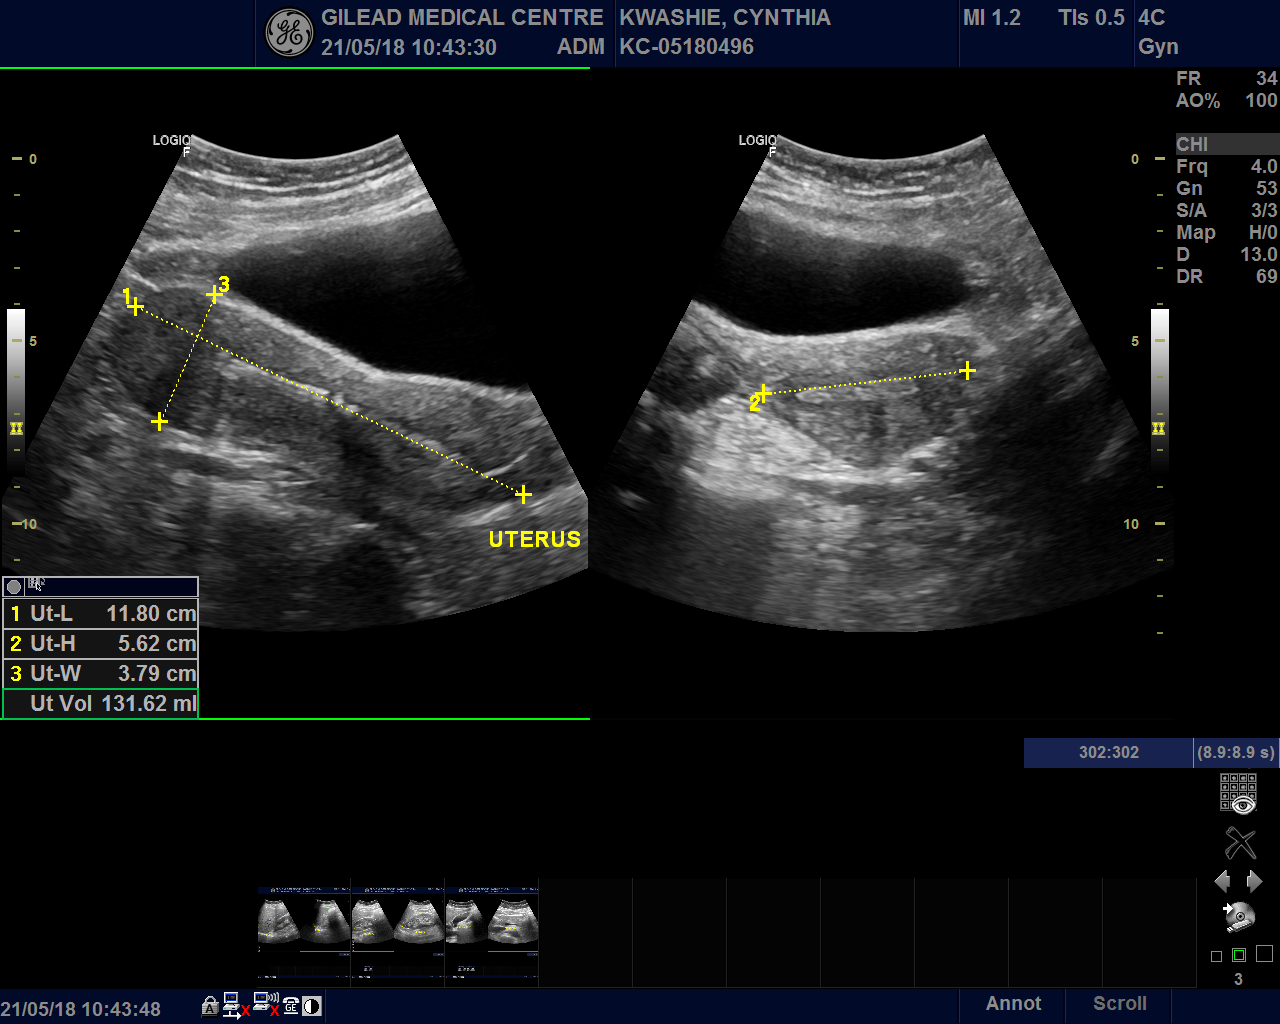 GILEAD MEDICAL CENTRE
21/05/18 10:43:30 ADM
KWASHIE, CYNTHIA
KC-05180496
MI 1.2 TIs 0.5
4C
Gyn
FR 34
AO% 100
CHI
Frq 4.0
Gn 53
S/A 3/3
Map H/0
D 13.0
DR 69
LOGIQ
F
LOGIQ
F
0
5
10
0
5
10
1
3
2
UTERUS
1 Ut-L 11.80 cm
2 Ut-H 5.62 cm
3 Ut-W 3.79 cm
Ut Vol 131.62 ml
302:302 (8.9:8.9 s)
3
21/05/18 10:43:48
A
GE
Annot
Scroll